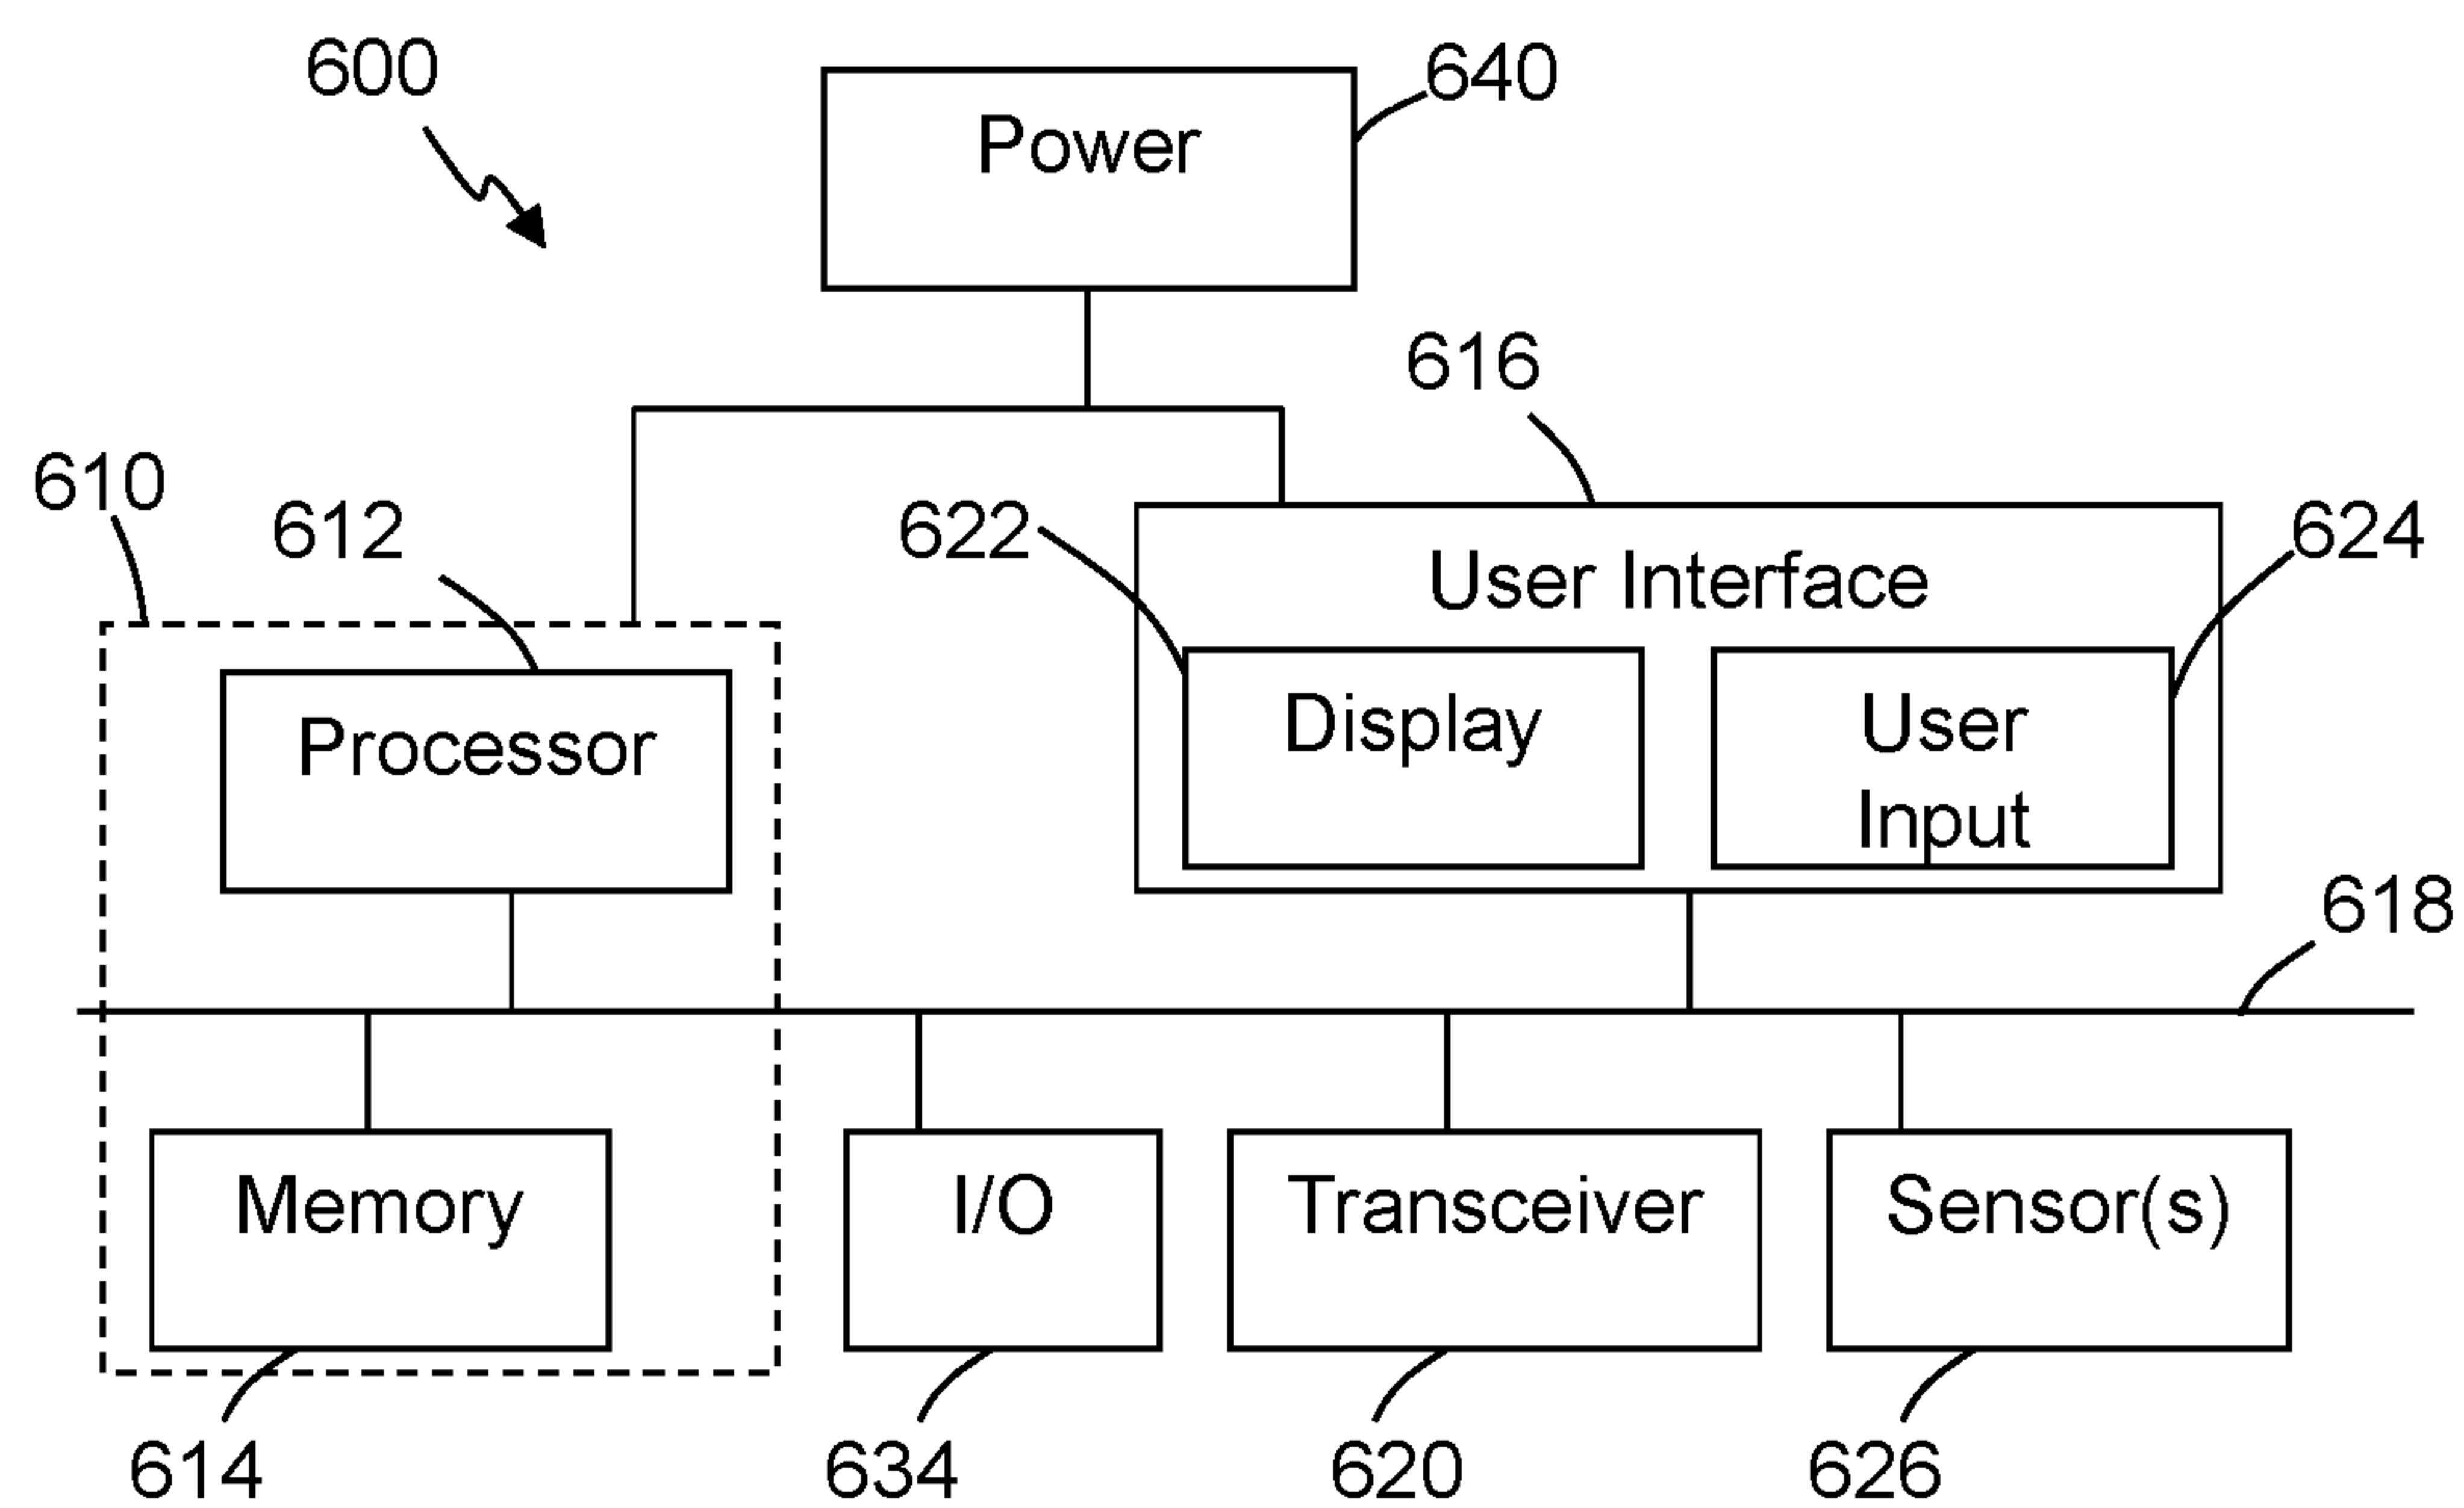 600
640
Power
616
610
612
622
624
User Interface
Processor
Display
User
Input
618
Memory
I/O
Transceiver
Sensor(s)
614
634
620
626